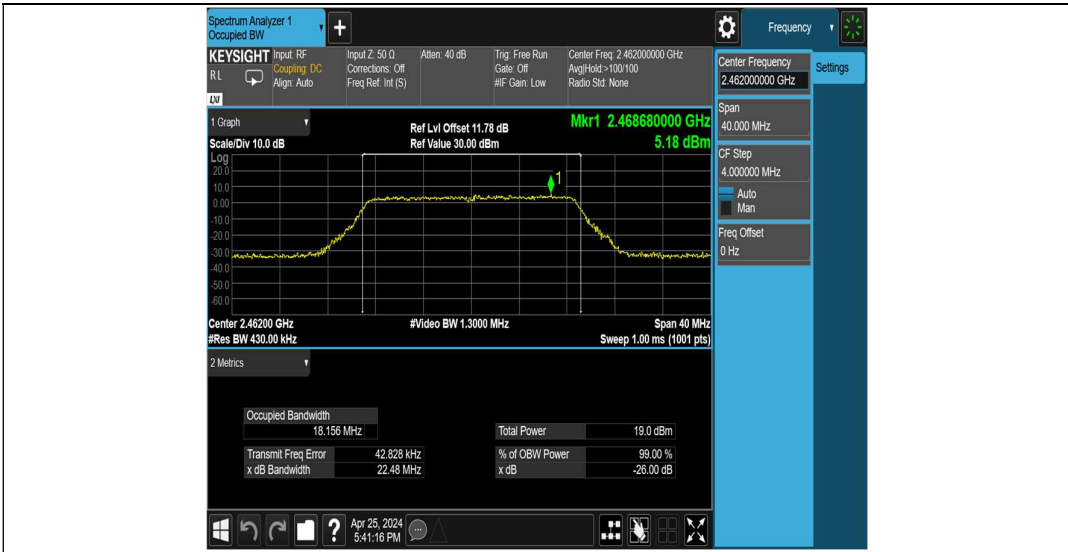 Spectrum Analyzer 1
Occupied BW
Frequency
KEYSIGHT Input: RF Input Z: 50 Ω Atten: 40 dB Trig: Free Run Center Freq: 2.462000000 GHz
RL Coupling: DC Corrections: Off Gate: Off Avg|Hold:>100/100
Align: Auto Freq Ref: Int (S) #IF Gain: Low Radio Std: None
LXI
Center Frequency
2.462000000 GHz
Settings
Span
40.000 MHz
CF Step
4.000000 MHz
Auto
Man
Freq Offset
0 Hz
1 Graph Ref Lvl Offset 11.78 dB Mkr1 2.468680000 GHz
Scale/Div 10.0 dB Ref Value 30.00 dBm 5.18 dBm
Log
20.0
10.0
0.00
-10.0
-20.0
-30.0
-40.0
-50.0
-60.0
1
Center 2.46200 GHz #Video BW 1.3000 MHz Span 40 MHz
#Res BW 430.00 kHz Sweep 1.00 ms (1001 pts)
2 Metrics
Occupied Bandwidth
18.156 MHz Total Power 19.0 dBm
Transmit Freq Error 42.828 kHz % of OBW Power 99.00 %
x dB Bandwidth 22.48 MHz x dB -26.00 dB
Apr 25, 2024
5:41:16 PM